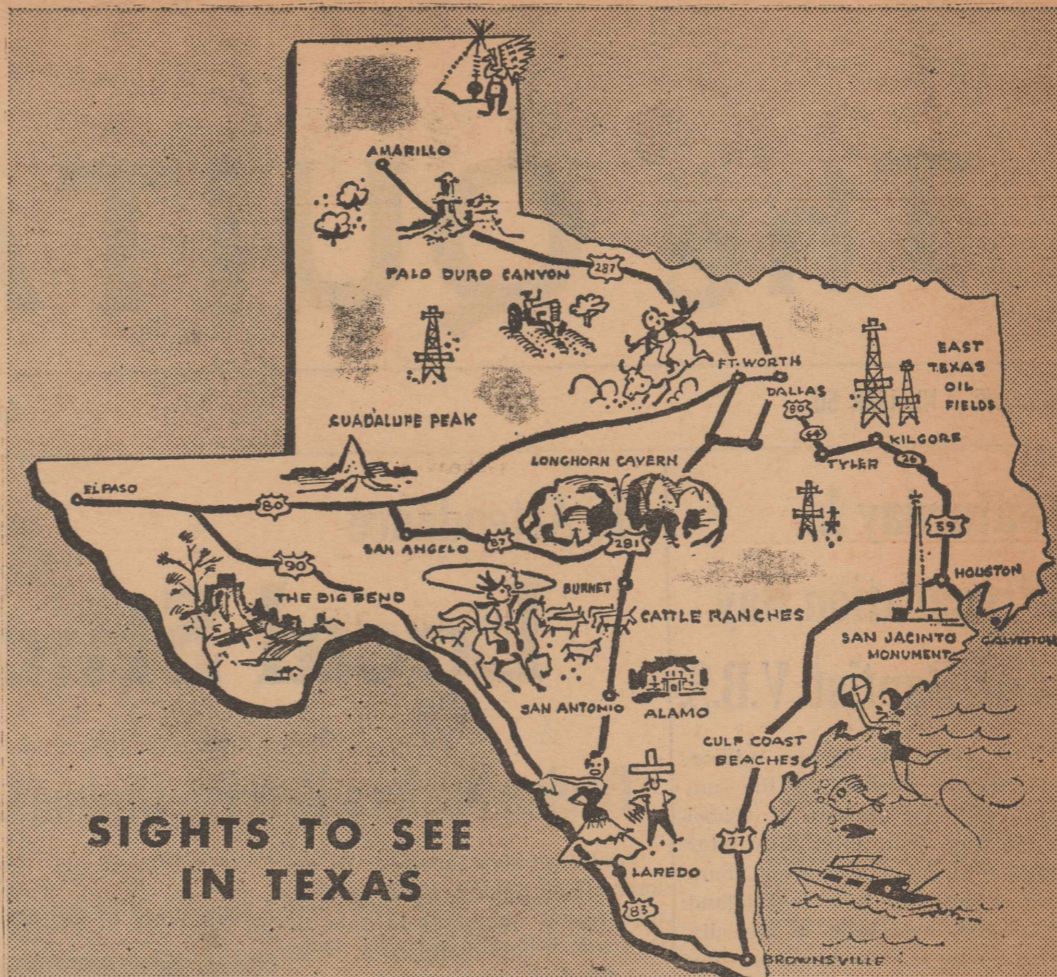 AMARILLO
PALO DURO CANYON
287
EAST
TEXAS
OIL
FIELDS
FT. WORTH
DALLAS
80
64
KILGORE
TYLER
26
GUADALUPE PEAK
LONGHORN CAVERN
EL PASO
80
SAN ANGELO
87
281
59
90
THE BIG BEND
BURNET
CATTLE RANCHES
HOUSTON
SAN JACINTO
MONUMENT
GALVESTON
SAN ANTONIO
ALAMO
GULF COAST
BEACHES
77
LAREDO
83
BROWNSVILLE
SIGHTS TO SEE
IN TEXAS